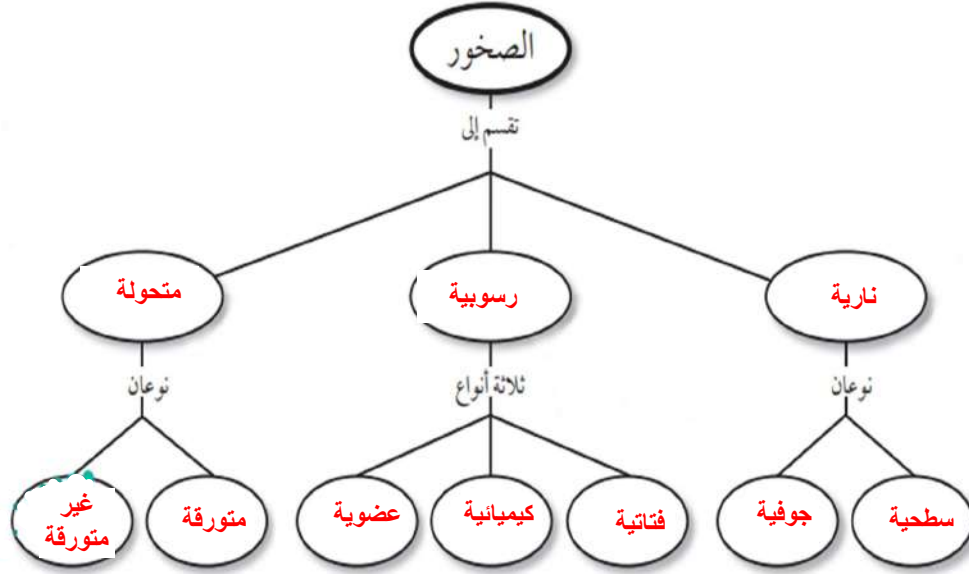 الصخور
تقسم إلى
نارية
رسوبية
متحولة
نوعان
ثلاثة أنواع
نوعان
سطحية
جوفية
فتاتية
كيميائية
عضوية
متورقة
غير
متورقة